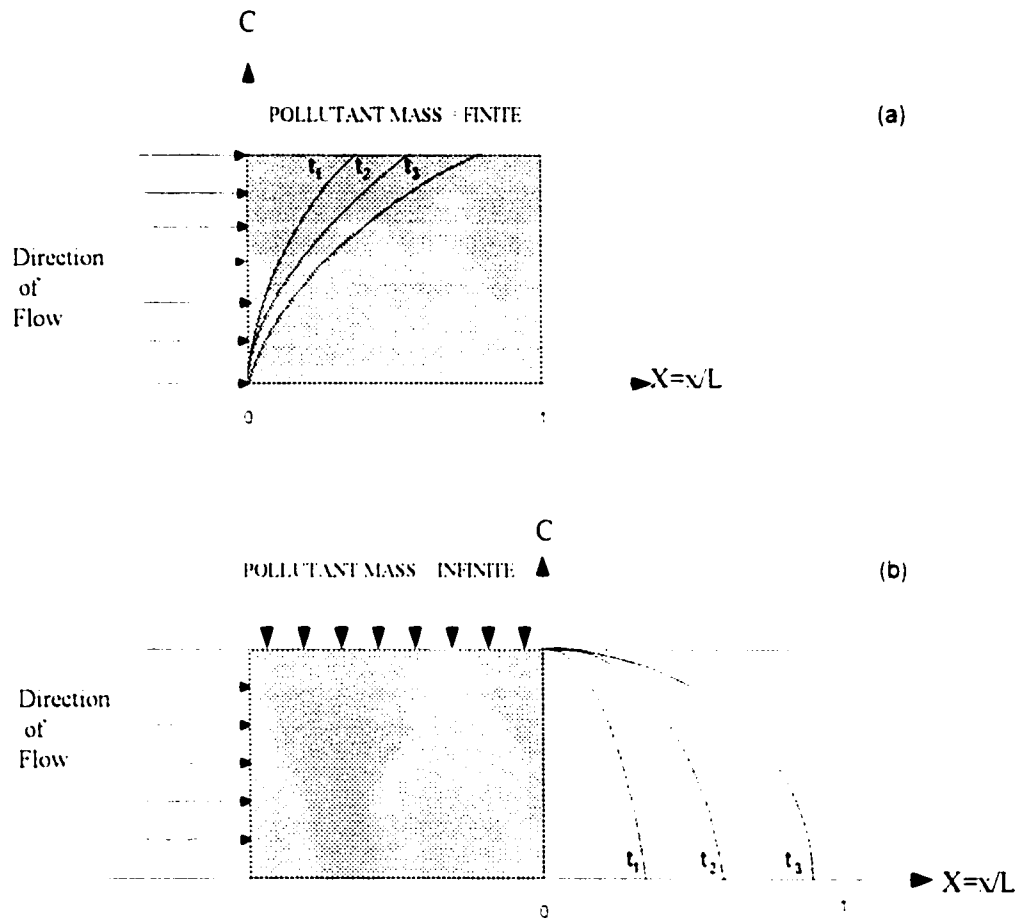 C
POLLUTANT MASS FINITE
(a)
t1 t2 t3
Direction
of
Flow
X=x/L
0 1
C
POLLUTANT MASS INFINITE
(b)
Direction
of
Flow
t1 t2 t3
X=x/L
0 1